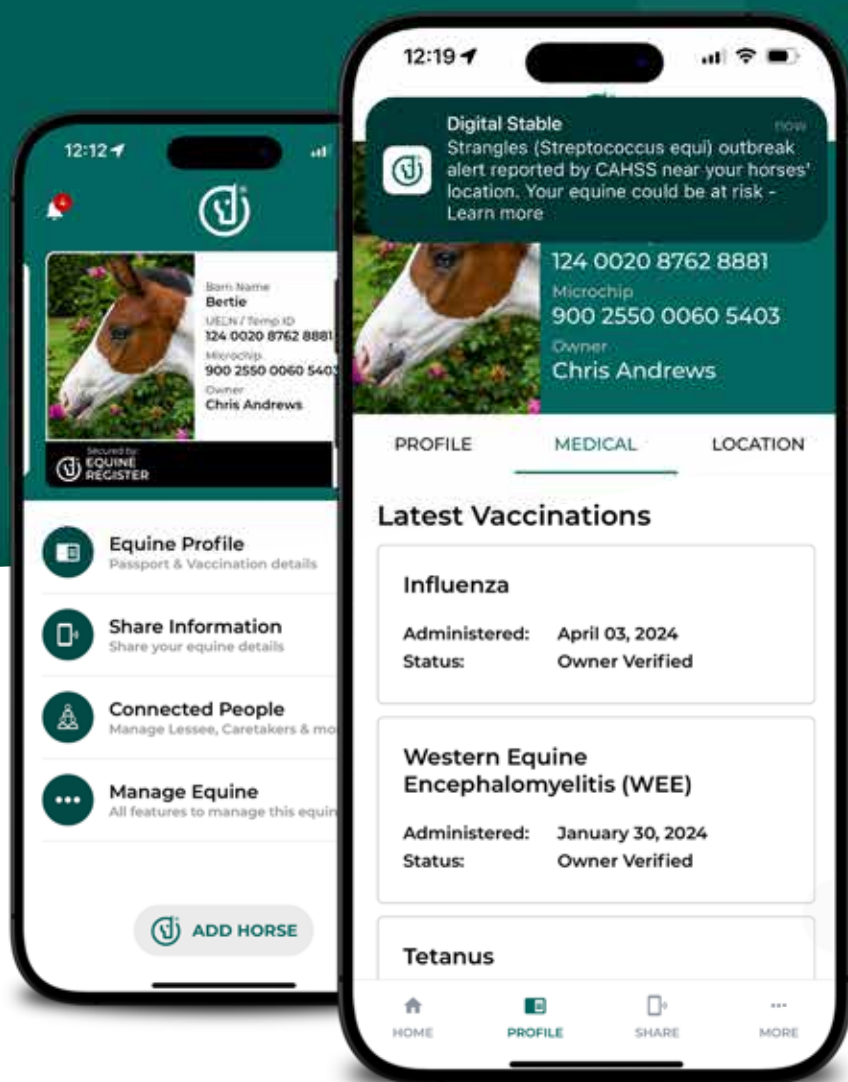 12:12
4
Barn Name
Bertie
UELN / Temp ID
124 0020 8762 8881
Microchip
900 2550 0060 540
Owner
Chris Andrews
Secured by:
EQUINE
REGISTER
Equine Profile
Passport & Vaccination details
Share Information
Share your equine details
Connected People
Manage Lessee, Caretakers & mo
Manage Equine
All features to manage this equin
ADD HORSE
12:19
Digital Stable
now
Strangles (Streptococcus equi) outbreak
alert reported by CAHSS near your horses'
location. Your equine could be at risk -
Learn more
124 0020 8762 8881
Microchip
900 2550 0060 5403
Owner
Chris Andrews
PROFILE MEDICAL LOCATION
Latest Vaccinations
Influenza
Administered: April 03, 2024
Status: Owner Verified
Western Equine
Encephalomyelitis (WEE)
Administered: January 30, 2024
Status: Owner Verified
Tetanus
HOME PROFILE SHARE MORE